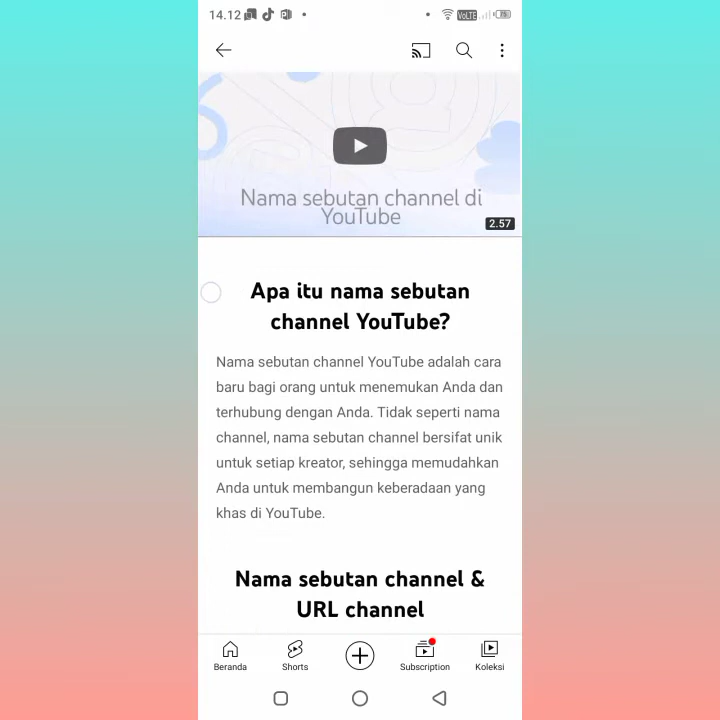 14.12
VoLTE
Nama sebutan channel di
YouTube
2.57
Apa itu nama sebutan
channel YouTube?
Nama sebutan channel YouTube adalah cara
baru bagi orang untuk menemukan Anda dan
terhubung dengan Anda. Tidak seperti nama
channel, nama sebutan channel bersifat unik
untuk setiap kreator, sehingga memudahkan
Anda untuk membangun keberadaan yang
khas di YouTube.
Nama sebutan channel &
URL channel
Beranda
Shorts
Subscription
Koleksi